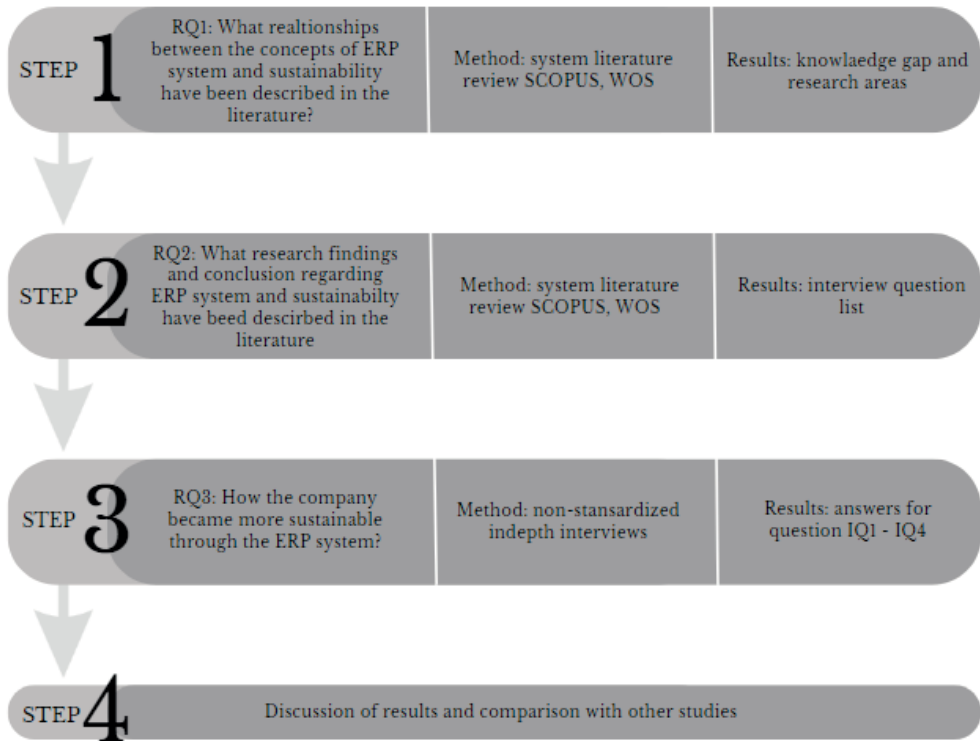 STEP 1
RQ1: What realtionships
between the concepts of ERP
system and sustainability
have been described in the
literature?
Method: system literature
review SCOPUS, WOS
Results: knowlaedge gap and
research areas
STEP 2
RQ2: What research findings
and conclusion regarding
ERP system and sustainabilty
have beed descirbed in the
literature
Method: system literature
review SCOPUS, WOS
Results: interview question
list
STEP 3
RQ3: How the company
became more sustainable
through the ERP system?
Method: non-stansardized
indepth interviews
Results: answers for
question IQ1 - IQ4
STEP 4
Discussion of results and comparison with other studies